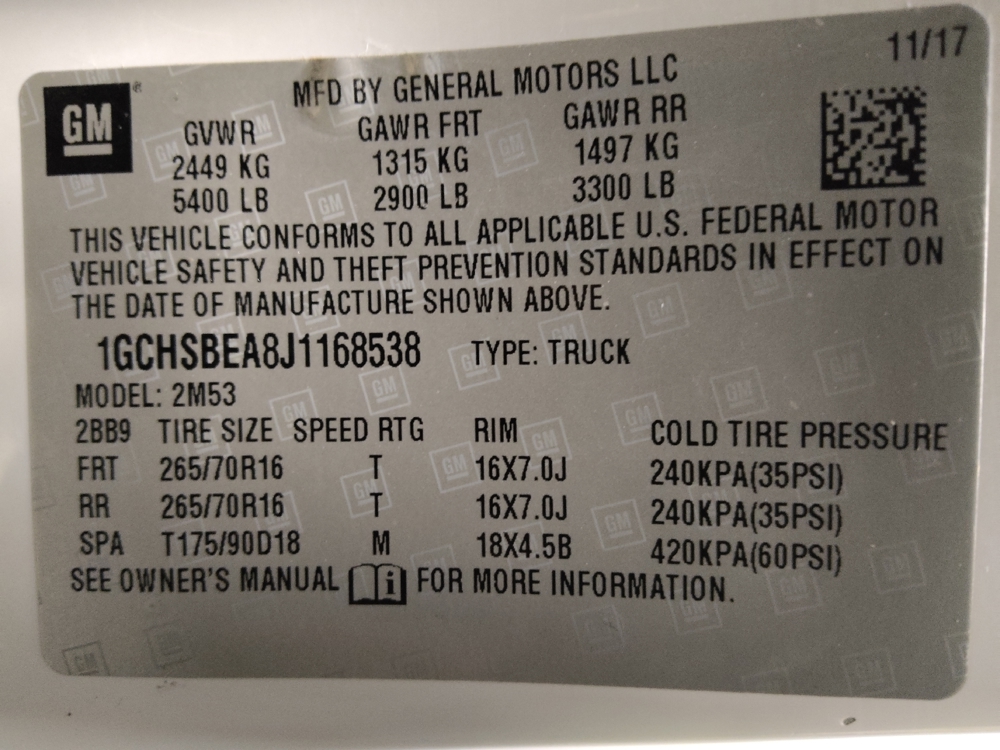 11/17
GM
MFD BY GENERAL MOTORS LLC
GVWR GAWR FRT GAWR RR
2449 KG 1315 KG 1497 KG
5400 LB 2900 LB 3300 LB
THIS VEHICLE CONFORMS TO ALL APPLICABLE U.S. FEDERAL MOTOR
VEHICLE SAFETY AND THEFT PREVENTION STANDARDS IN EFFECT ON
THE DATE OF MANUFACTURE SHOWN ABOVE.
1GCHSBEA8J1168538 TYPE: TRUCK
MODEL: 2M53
2BB9 TIRE SIZE SPEED RTG RIM COLD TIRE PRESSURE
FRT 265/70R16 T 16X7.0J 240KPA(35PSI)
RR 265/70R16 T 16X7.0J 240KPA(35PSI)
SPA T175/90D18 M 18X4.5B 420KPA(60PSI)
SEE OWNER'S MANUAL i FOR MORE INFORMATION.